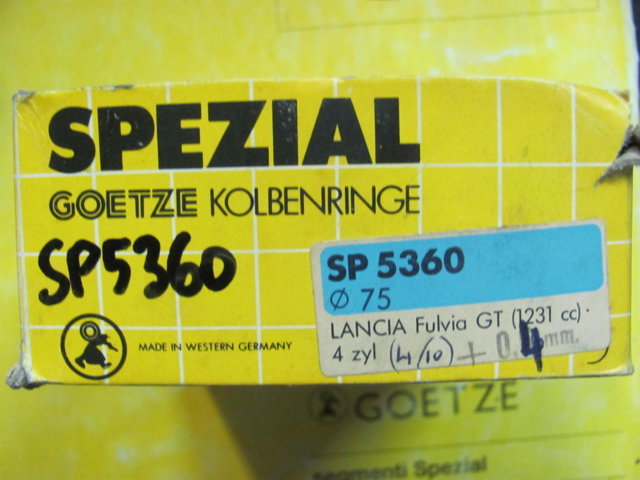 SPEZIAL
GOETZE KOLBENRINGE
SP5360
SP 5360
Ø 75
LANCIA Fulvia GT (1231 cc).
4 zyl (4/10) + 0.4 mm.
MADE IN WESTERN GERMANY
GOETZE
segmenti Spezial